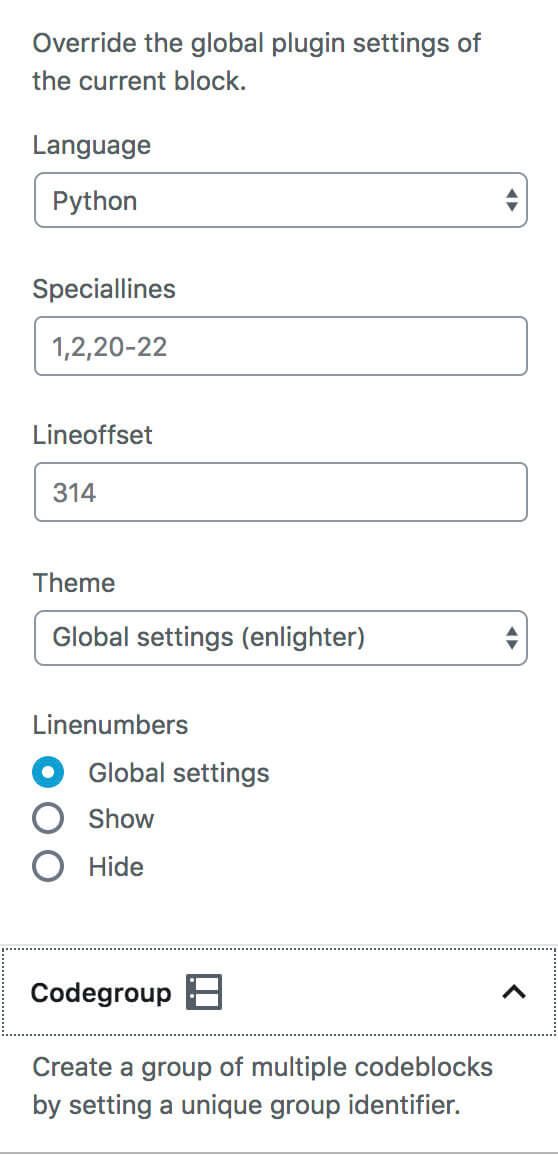 Override the global plugin settings of
the current block.
Language
Python
Speciallines
1,2,20-22
Lineoffset
314
Theme
Global settings (enlighter)
Linenumbers
Global settings
Show
Hide
Codegroup
Create a group of multiple codeblocks
by setting a unique group identifier.